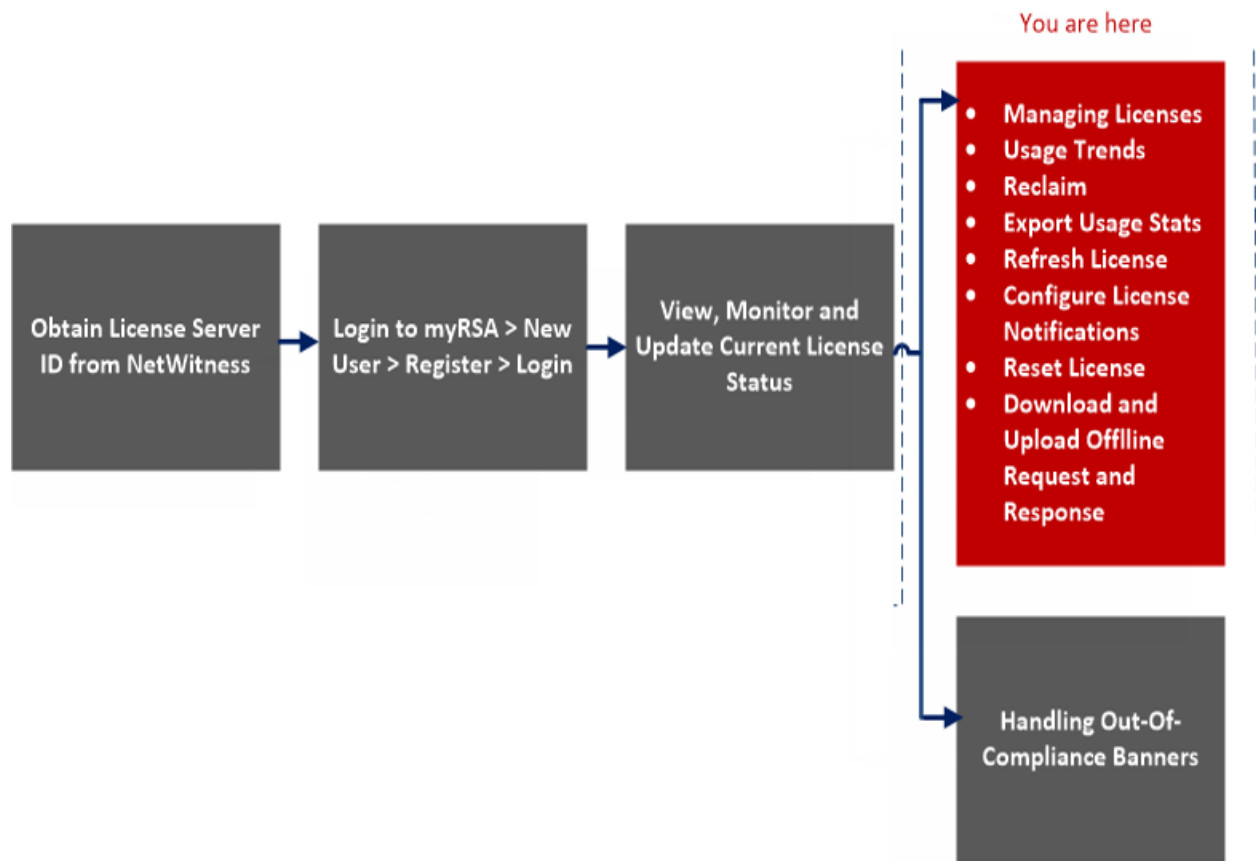 You are here
• Managing Licenses
• Usage Trends
• Reclaim
• Export Usage Stats
• Refresh License
• Configure License
Notifications
• Reset License
• Download and
Upload Offlline
Request and
Response
Obtain License Server
ID from NetWitness
Login to myRSA > New
User > Register > Login
View, Monitor and
Update Current License
Status
Handling Out-Of-
Compliance Banners